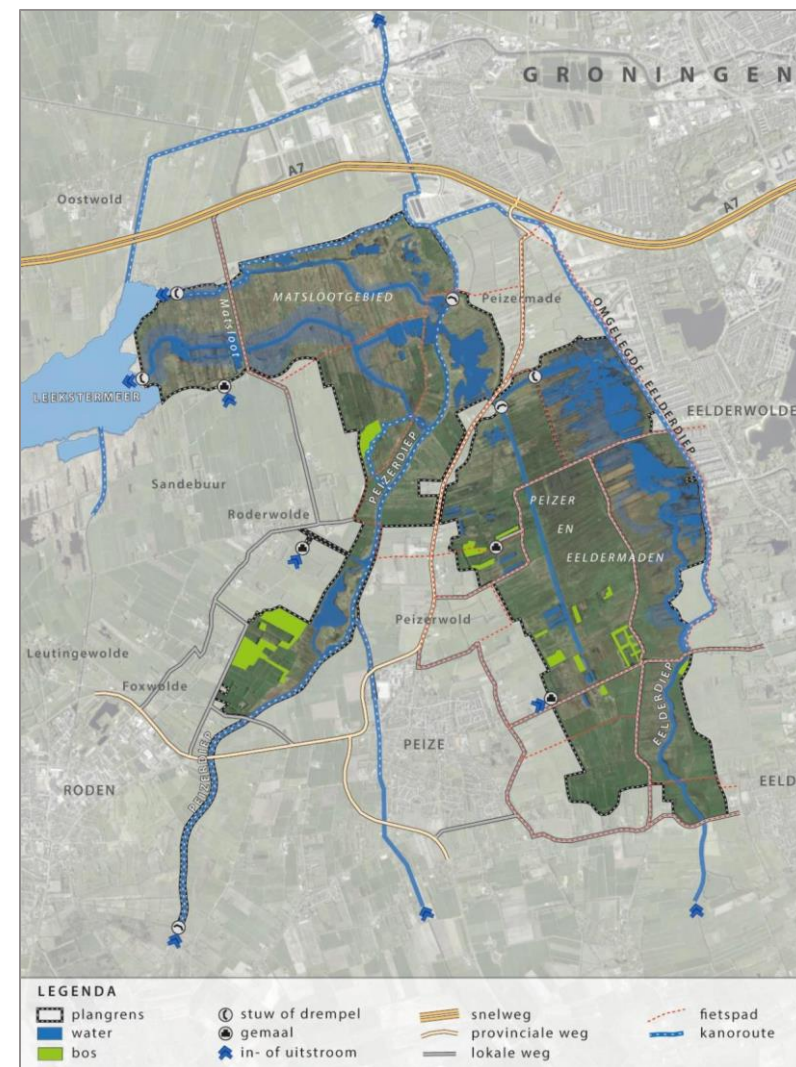 GRONINGEN
A7
A7
Oostwold
MATSLOOTGEBIED
Peizermade
Matsloot
OMGELEGDE EELDERDIEP
LEEKSTERMEER
EELDERWOLDE
Sandebuur
PEIZERDIEP
Roderwolde
PEIZER
EN
EELDERMADEN
Peizerwold
Leutingewolde
Foxwolde
EELDERDIEP
PEIZERDIEP
PEIZE
RODEN
EELD
LEGENDA
plangrens
water
bos
stuw of drempel
gemaal
in- of uitstroom
snelweg
provinciale weg
lokale weg
fietspad
kanoroute